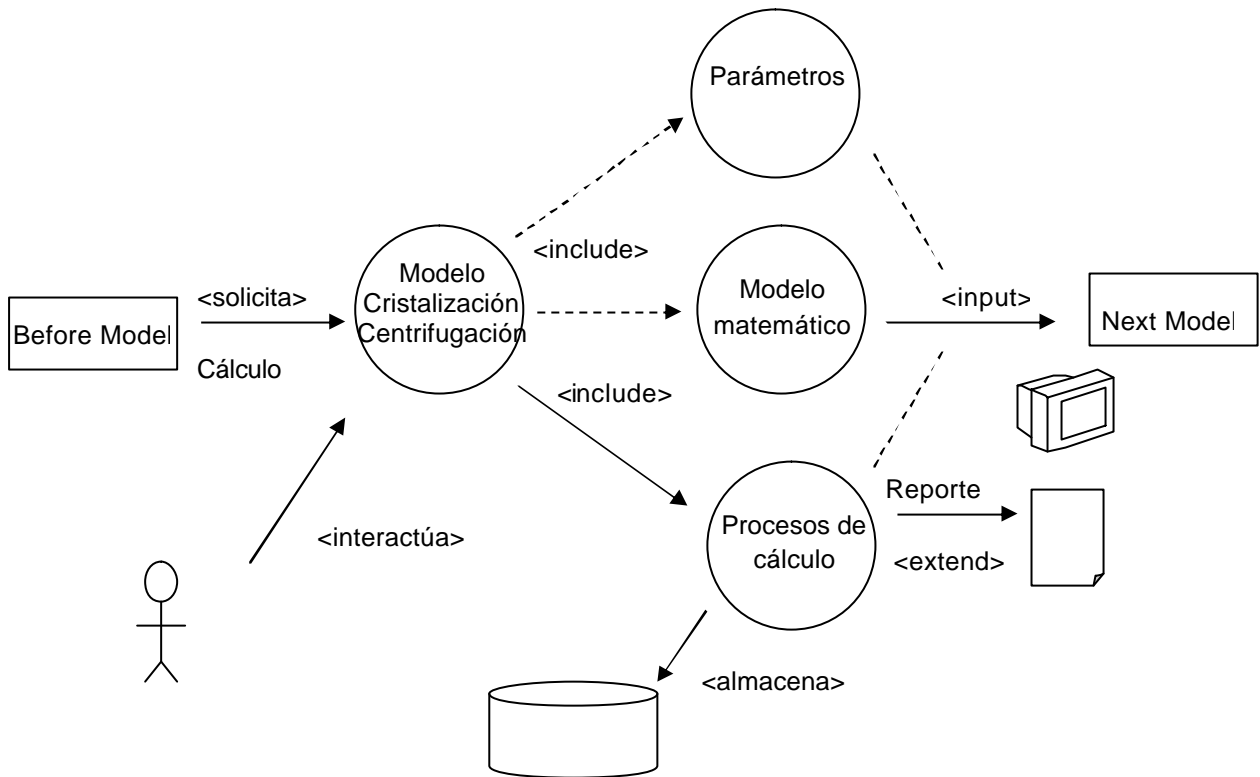 Parámetros
<include>
Modelo
Cristalización
Centrifugación
<solicita>
Before Model
Cálculo
Modelo
matemático
<input>
Next Model
<include>
Reporte
Procesos de
cálculo
<extend>
<interactúa>
<almacena>